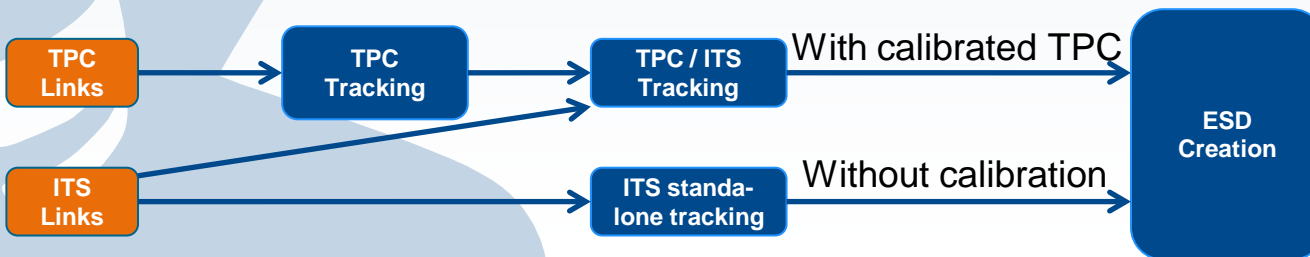 TPC
Links
TPC
Tracking
TPC / ITS
Tracking
With calibrated TPC
ESD
Creation
ITS
Links
ITS standa-
lone tracking
Without calibration